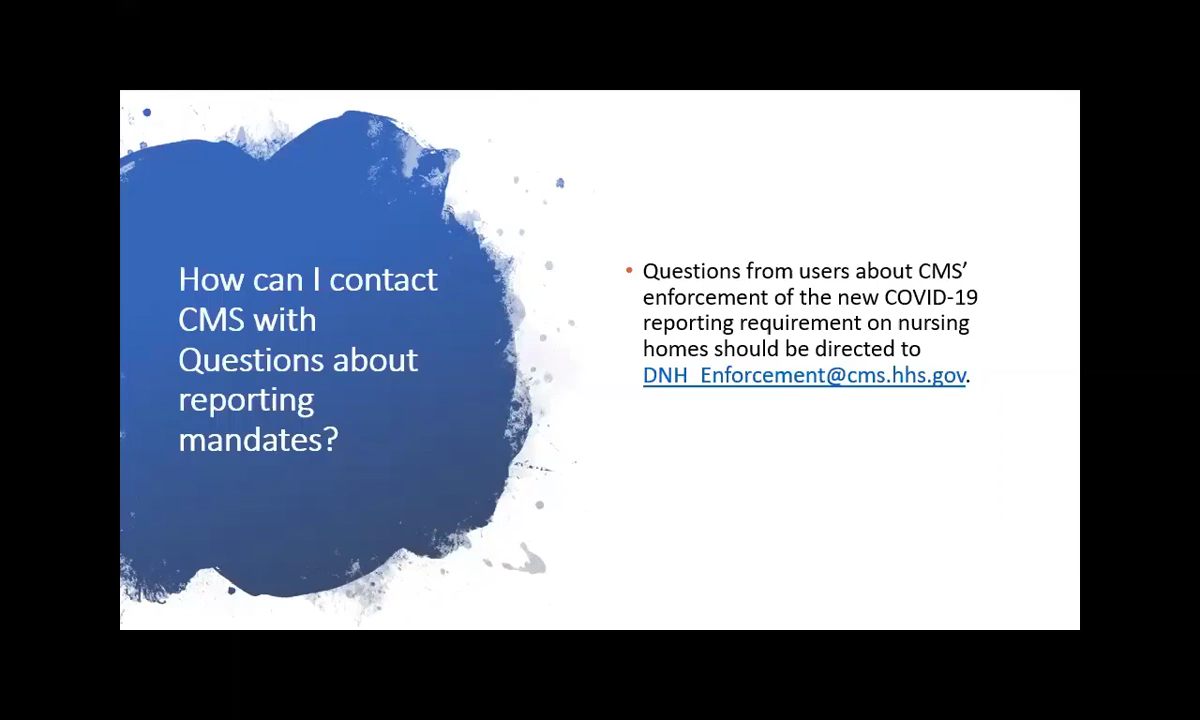 How can I contact
CMS with
Questions about
reporting
mandates?
• Questions from users about CMS’
enforcement of the new COVID-19
reporting requirement on nursing
homes should be directed to
DNH_Enforcement@cms.hhs.gov.